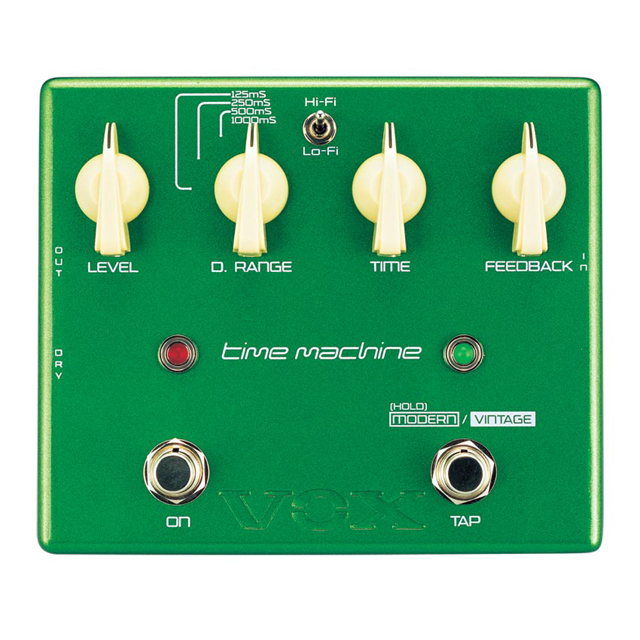 125mS
250mS
500mS
1000mS
Hi-Fi
Lo-Fi
OUT
LEVEL
D. RANGE
TIME
FEEDBACK
In
DRY
time machine
(HOLD)
MODERN / VINTAGE
VOX
ON
TAP